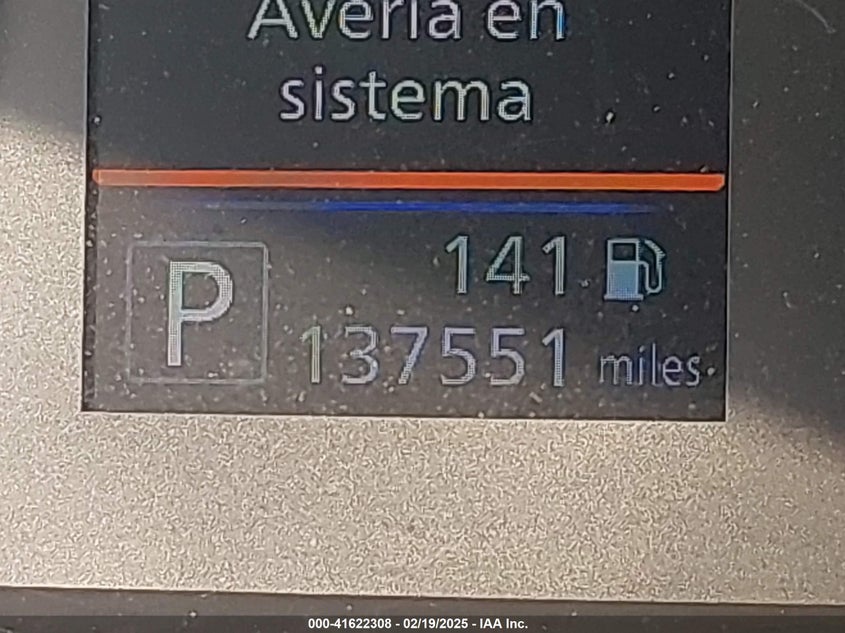 Avería en
sistema
P
141
137551 miles
000-41622308 - 02/19/2025 - IAA Inc.